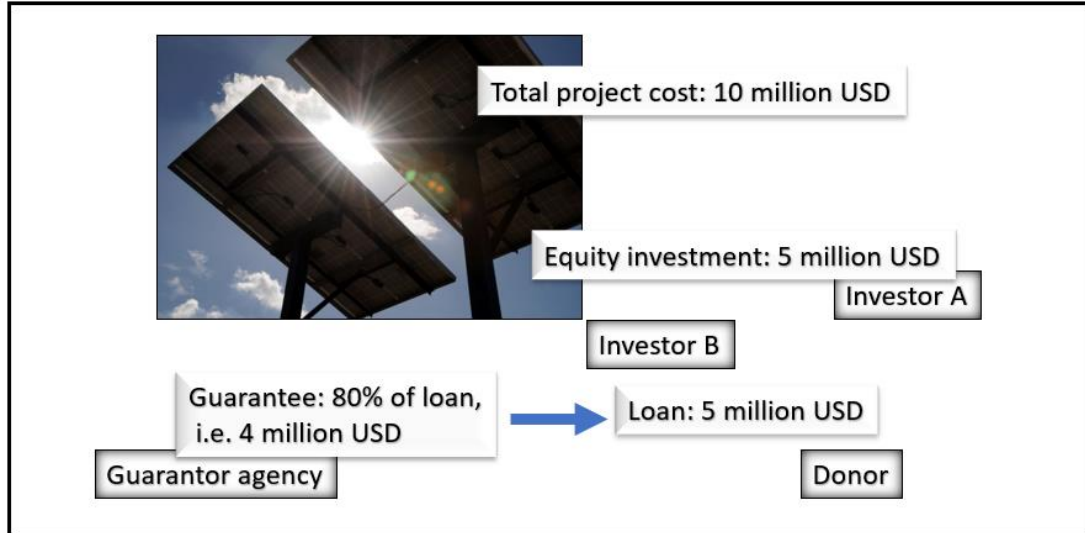 Total project cost: 10 million USD
Equity investment: 5 million USD
Investor A
Investor B
Guarantee: 80% of loan,
i.e. 4 million USD
Loan: 5 million USD
Guarantor agency
Donor